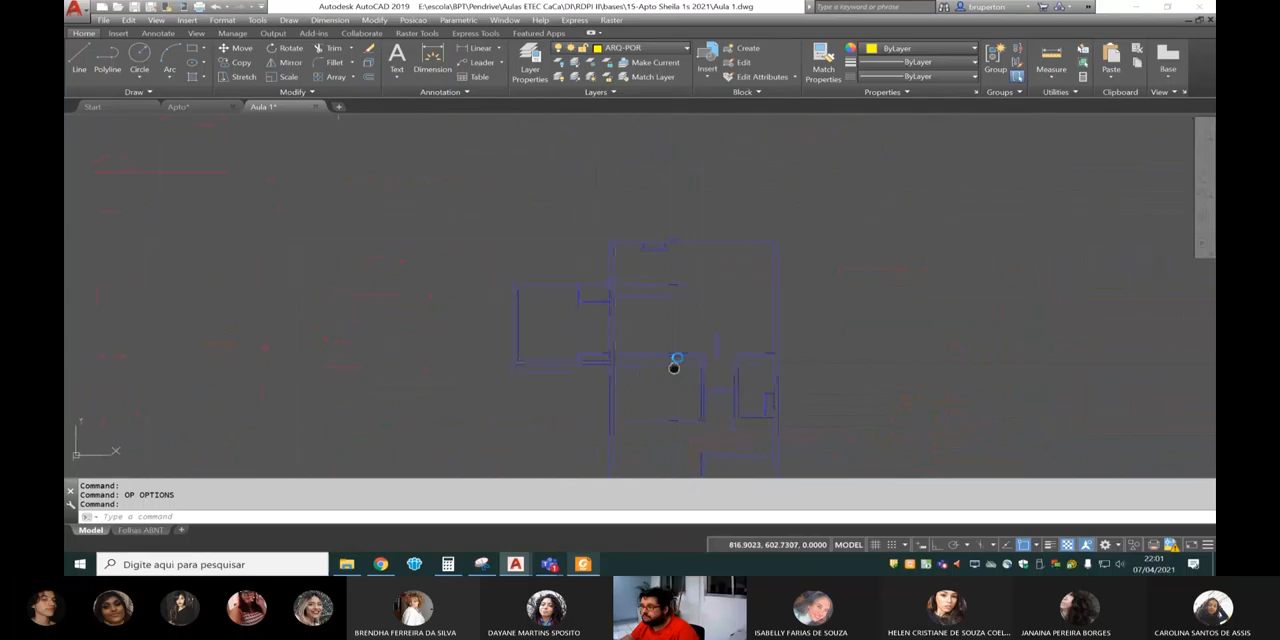 Autodesk AutoCAD 2019 E:\escola\BPT\Pendrive\Aulas ETEC CaCa\DI\RDPI II\bases\15-Apto Sheila 1s 2021\Aula 1.dwg
Type a keyword or phrase
bruperton
File Edit View Insert Format Tools Draw Dimension Modify Posicao Parametric Window Help Express Raster
Home Insert Annotate View Manage Output Add-ins Raster Tools Express Tools Featured Apps
Line Polyline Circle Arc
Move Rotate Trim
Copy Mirror Fillet
Stretch Scale Array
Text Dimension
Linear
Leader
Table
Layer Properties
ARQ-POR
Make Current
Match Layer
Insert
Create
Edit
Edit Attributes
Match Properties
ByLayer
ByLayer
ByLayer
Group
Measure
Paste
Base
Draw Modify Annotation Layers Block Properties Groups Utilities Clipboard View
Start Apto* Aula 1*
Y
X
Command:
Command: OP OPTIONS
Command:
Type a command
Model Folhas ABNT
816.9023, 602.7307, 0.0000 MODEL
Digite aqui para pesquisar
22:01
07/04/2021
BRENDHA FERREIRA DA SILVA
DAYANE MARTINS SPOSITO
ISABELLY FARIAS DE SOUZA
HELEN CRISTIANE DE SOUZA COEL...
JANAINA PEREIRA BORGES
CAROLINA SANTOS DE ASSIS